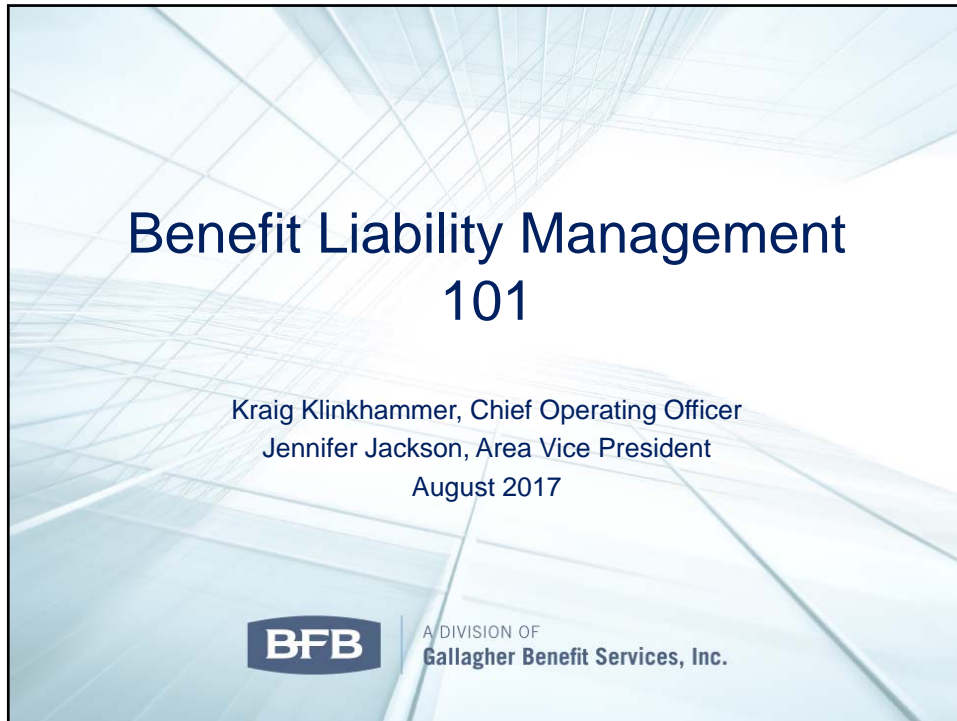 Benefit Liability Management
101
Kraig Klinkhammer, Chief Operating Officer
Jennifer Jackson, Area Vice President
August 2017
BFB
A DIVISION OF
Gallagher Benefit Services, Inc.